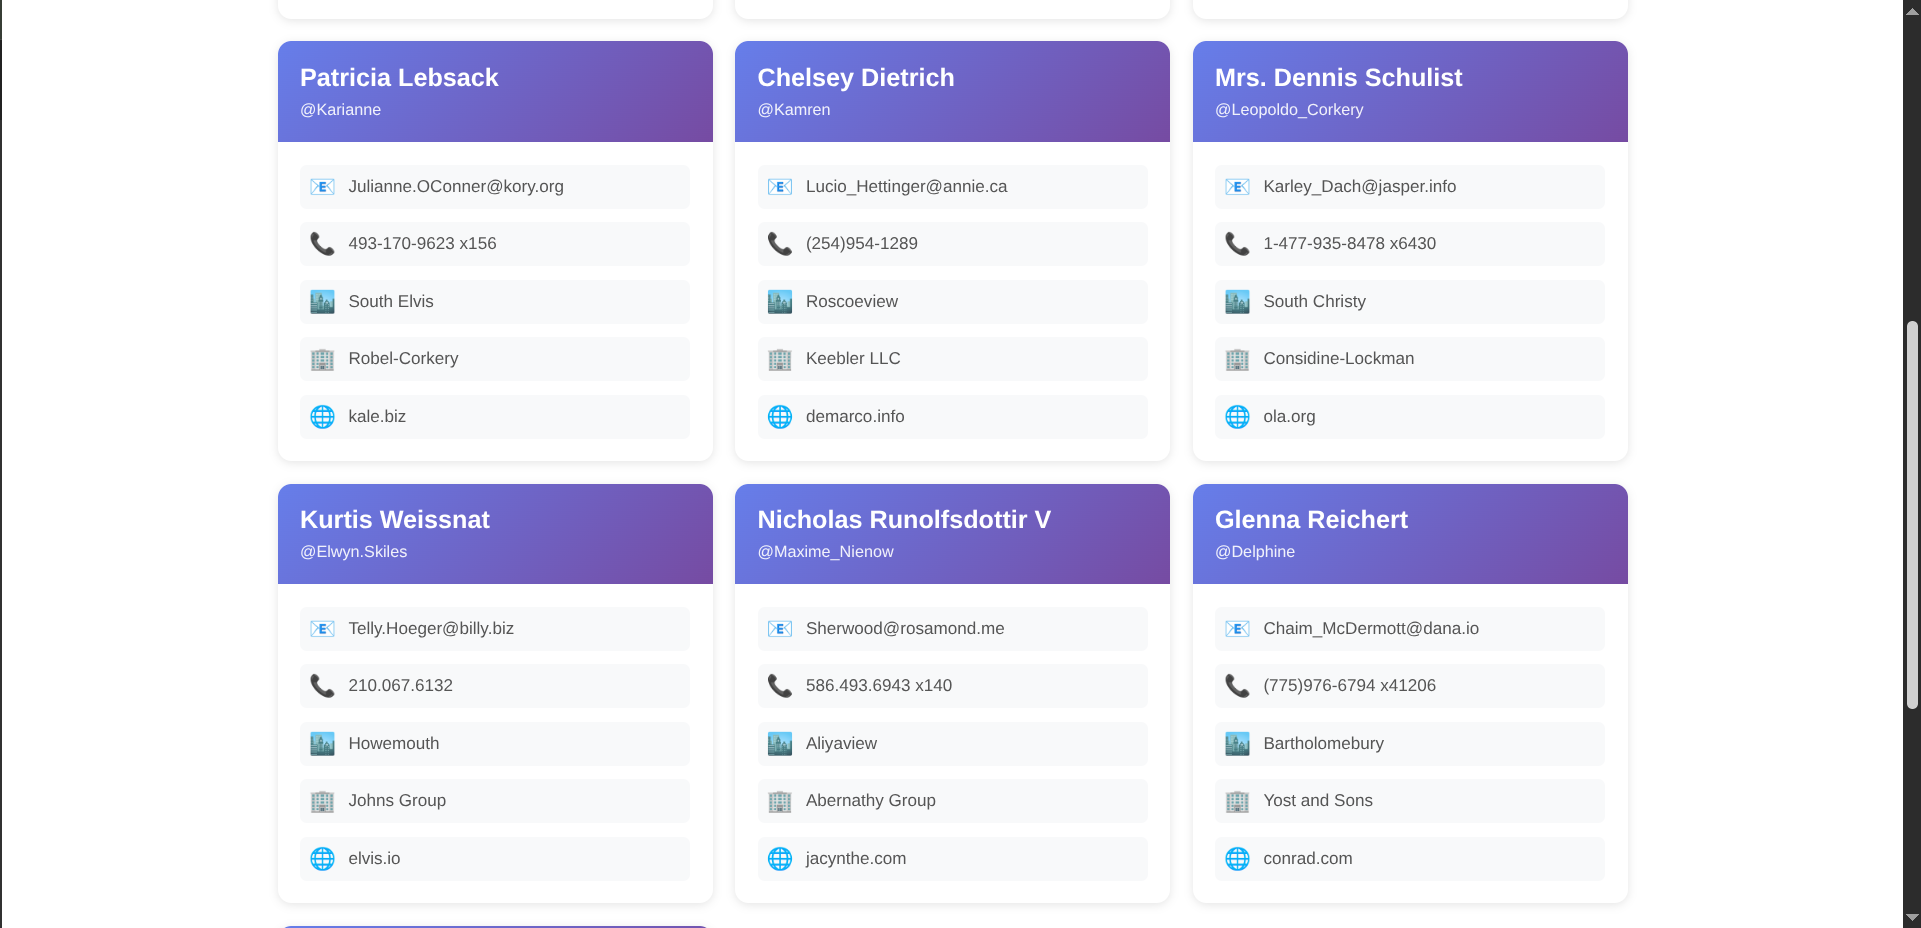 Patricia Lebsack
@Karianne
Julianne.OConner@kory.org
493-170-9623 x156
South Elvis
Robel-Corkery
kale.biz
Chelsey Dietrich
@Kamren
Lucio_Hettinger@annie.ca
(254)954-1289
Roscoeview
Keebler LLC
demarco.info
Mrs. Dennis Schulist
@Leopoldo_Corkery
Karley_Dach@jasper.info
1-477-935-8478 x6430
South Christy
Considine-Lockman
ola.org
Kurtis Weissnat
@Elwyn.Skiles
Telly.Hoeger@billy.biz
210.067.6132
Howemouth
Johns Group
elvis.io
Nicholas Runolfsdottir V
@Maxime_Nienow
Sherwood@rosamond.me
586.493.6943 x140
Aliyaview
Abernathy Group
jacynthe.com
Glenna Reichert
@Delphine
Chaim_McDermott@dana.io
(775)976-6794 x41206
Bartholomebury
Yost and Sons
conrad.com